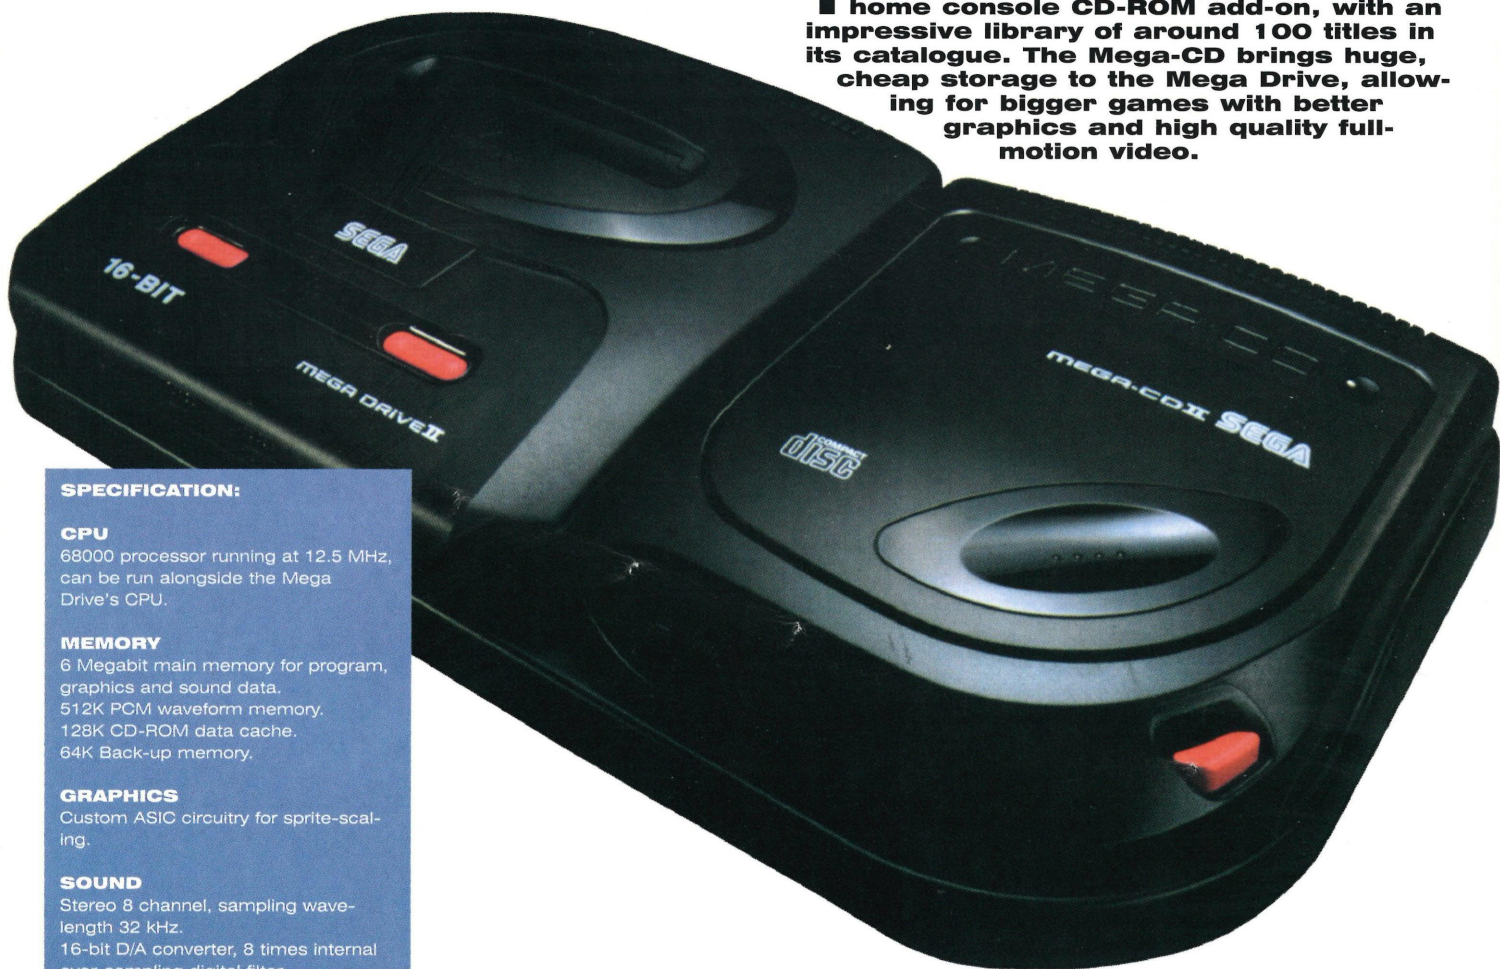 home console CD-ROM add-on, with an
impressive library of around 100 titles in
its catalogue. The Mega-CD brings huge,
cheap storage to the Mega Drive, allow-
ing for bigger games with better
graphics and high quality full-
motion video.
SEGA
16-BIT
MEGA DRIVE II
MEGA-CD
MEGA-CD II SEGA
COMPACT
disc
SPECIFICATION:
CPU
68000 processor running at 12.5 MHz,
can be run alongside the Mega
Drive's CPU.
MEMORY
6 Megabit main memory for program,
graphics and sound data.
512K PCM waveform memory.
128K CD-ROM data cache.
64K Back-up memory.
GRAPHICS
Custom ASIC circuitry for sprite-scal-
ing.
SOUND
Stereo 8 channel, sampling wave-
length 32 kHz.
16-bit D/A converter, 8 times internal
over sampling digital filter.